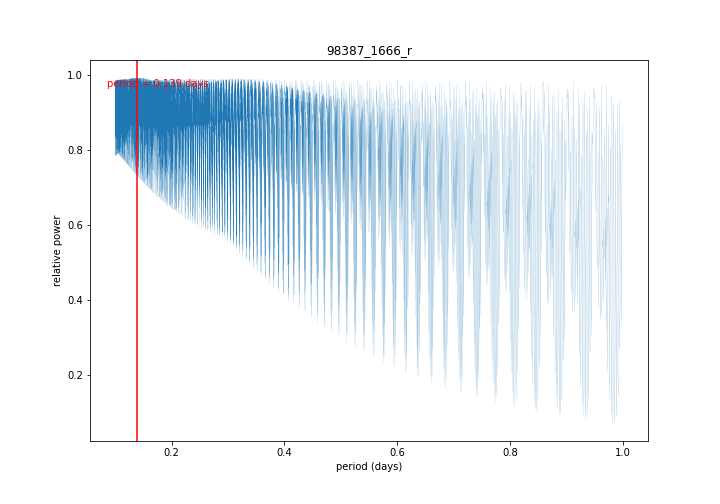 98387_1666_r
period = 0.139 days
relative power
1.0
0.8
0.6
0.4
0.2
0.2 0.4 0.6 0.8 1.0
period (days)